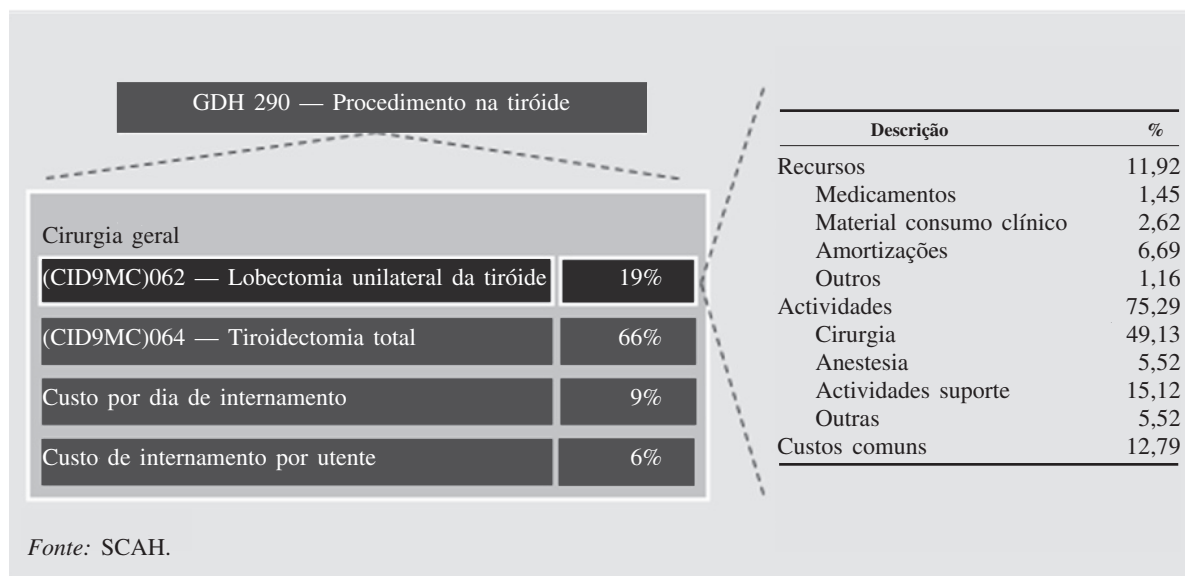 GDH 290 — Procedimento na tiróide
Cirurgia geral
(CID9MC)062 — Lobectomia unilateral da tiróide 19%
(CID9MC)064 — Tiroidectomia total 66%
Custo por dia de internamento 9%
Custo de internamento por utente 6%
Descrição %
Recursos 11,92
Medicamentos 1,45
Material consumo clínico 2,62
Amortizações 6,69
Outros 1,16
Actividades 75,29
Cirurgia 49,13
Anestesia 5,52
Actividades suporte 15,12
Outras 5,52
Custos comuns 12,79
Fonte: SCAH.